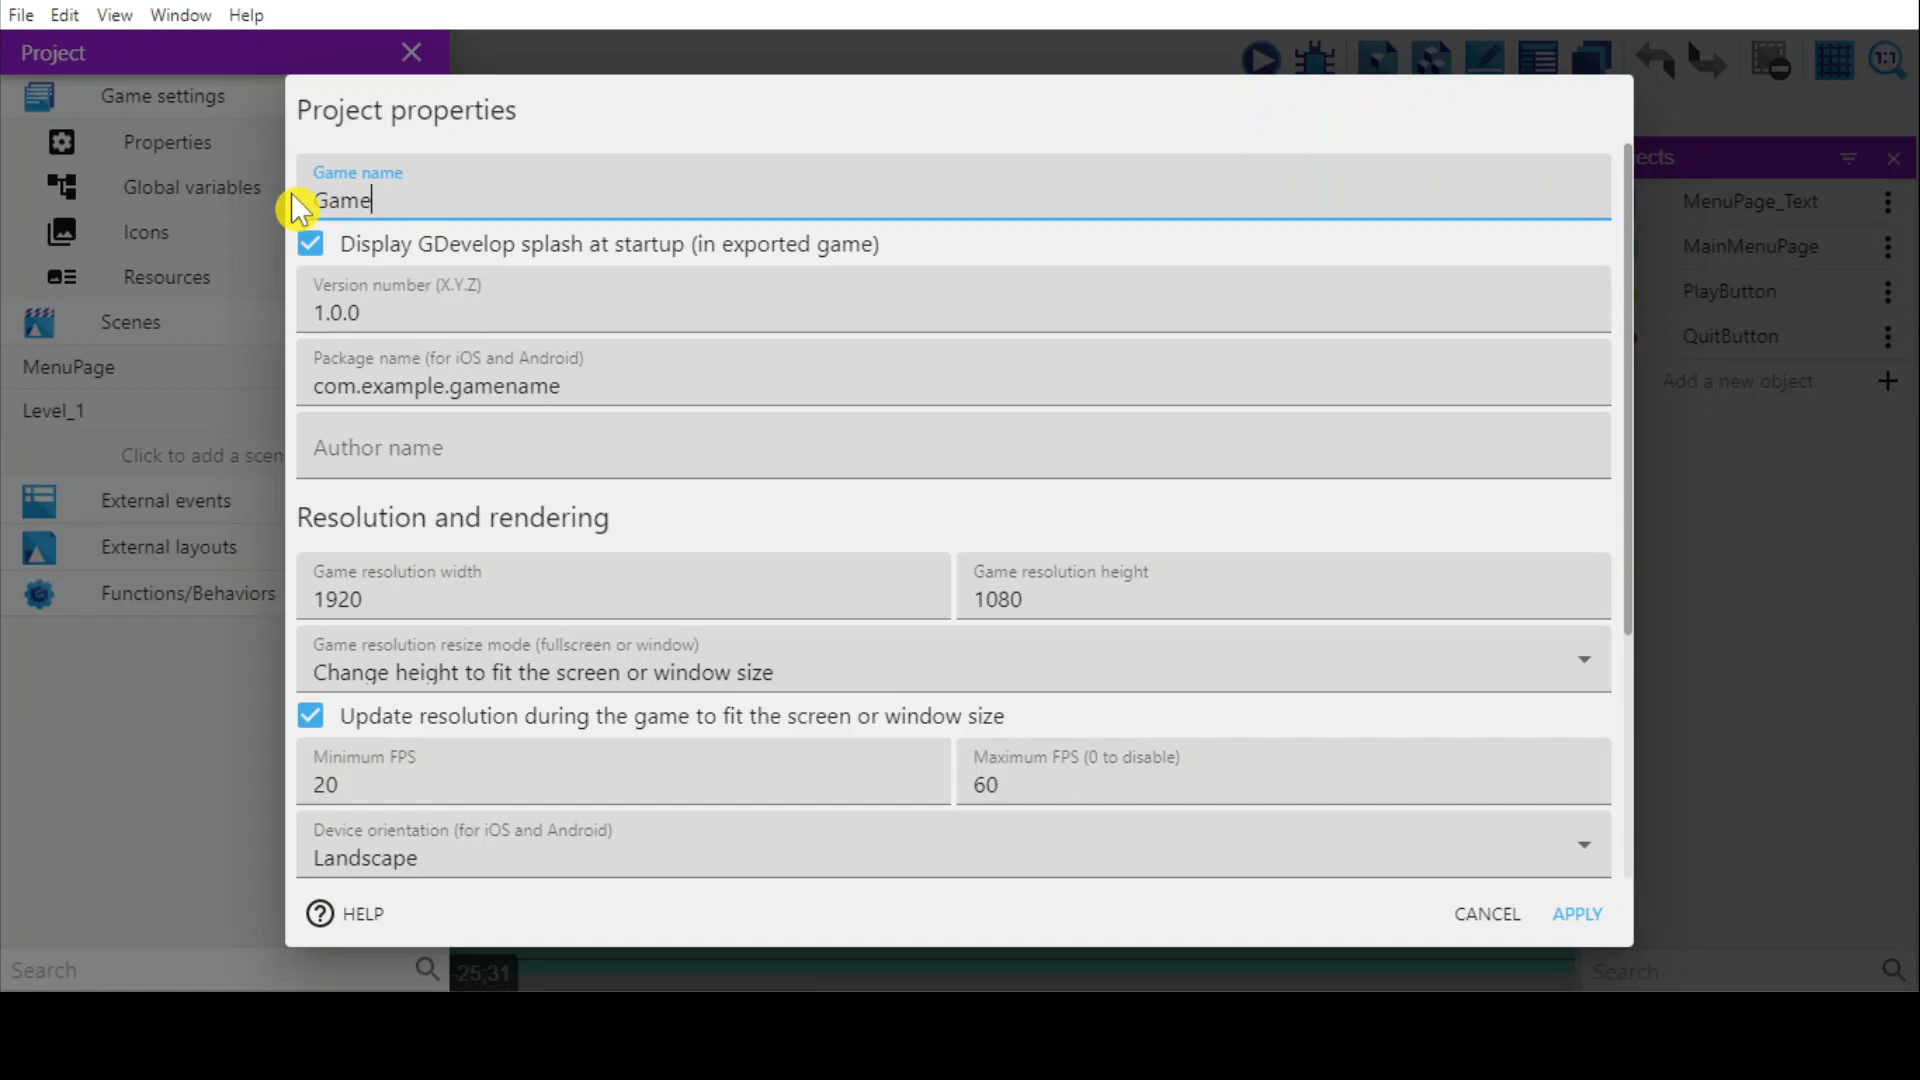 File Edit View Window Help
Project
Game settings
Properties
Global variables
Icons
Resources
Scenes
MenuPage
Level_1
Click to add a scen
External events
External layouts
Functions/Behaviors
Search
Project properties
Game name
Game
Display GDevelop splash at startup (in exported game)
Version number (X.Y.Z)
1.0.0
Package name (for iOS and Android)
com.example.gamename
Author name
Resolution and rendering
Game resolution width
1920
Game resolution height
1080
Game resolution resize mode (fullscreen or window)
Change height to fit the screen or window size
Update resolution during the game to fit the screen or window size
Minimum FPS
20
Maximum FPS (0 to disable)
60
Device orientation (for iOS and Android)
Landscape
HELP
CANCEL APPLY
1:1
ects
MenuPage_Text
MainMenuPage
PlayButton
QuitButton
Add a new object
-25;31
Search